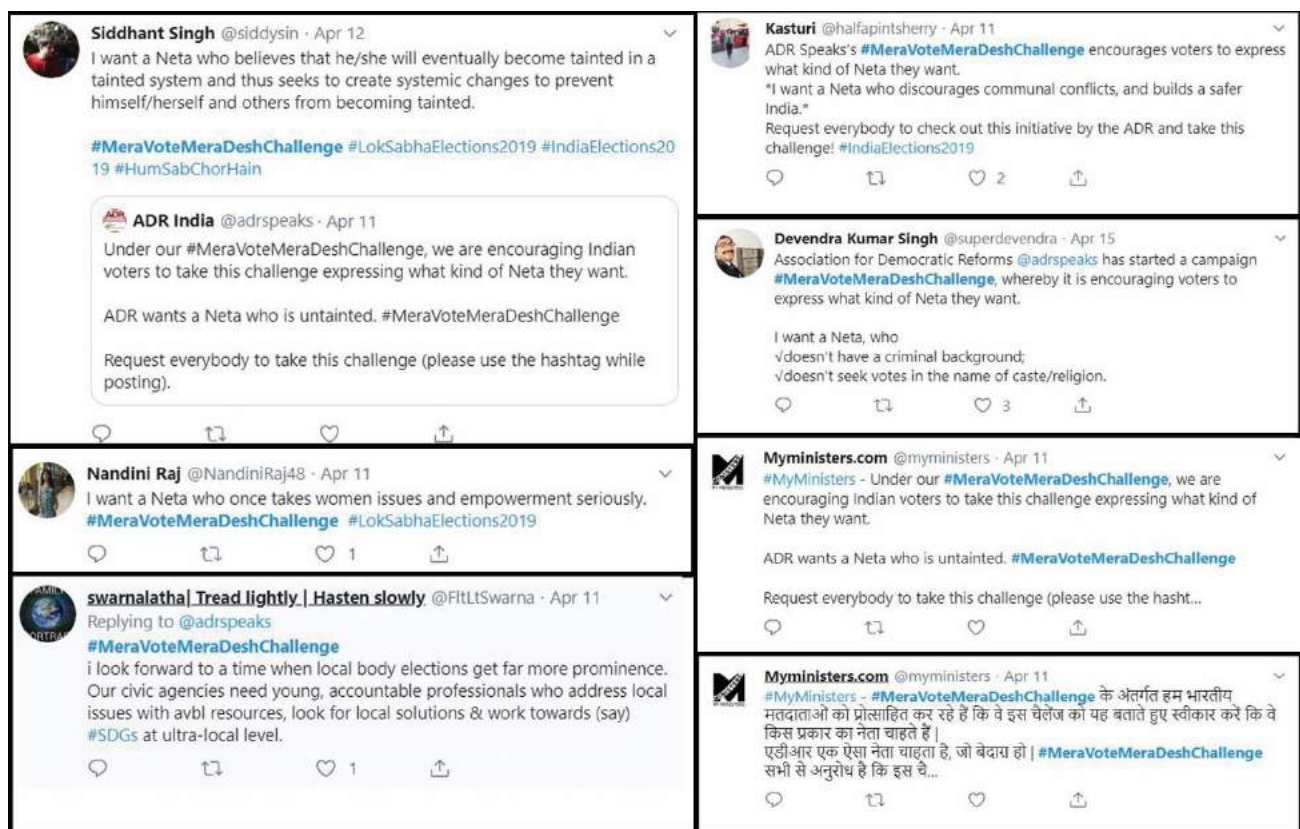 Siddhant Singh @siddysin · Apr 12
I want a Neta who believes that he/she will eventually become tainted in a
tainted system and thus seeks to create systemic changes to prevent
himself/herself and others from becoming tainted.
#MeraVoteMeraDeshChallenge #LokSabhaElections2019 #IndiaElections20
19 #HumSabChorHain
ADR
ADR India @adrspeaks · Apr 11
Under our #MeraVoteMeraDeshChallenge, we are encouraging Indian
voters to take this challenge expressing what kind of Neta they want.
ADR wants a Neta who is untainted. #MeraVoteMeraDeshChallenge
Request everybody to take this challenge (please use the hashtag while
posting).
Nandini Raj @NandiniRaj48 · Apr 11
I want a Neta who once takes women issues and empowerment seriously.
#MeraVoteMeraDeshChallenge #LokSabhaElections2019
1
swarnalatha| Tread lightly | Hasten slowly @FltLtSwarna · Apr 11
Replying to @adrspeaks
#MeraVoteMeraDeshChallenge
i look forward to a time when local body elections get far more prominence.
Our civic agencies need young, accountable professionals who address local
issues with avbl resources, look for local solutions & work towards (say)
#SDGs at ultra-local level.
1
Kasturi @halfapintsherry · Apr 11
ADR Speaks's #MeraVoteMeraDeshChallenge encourages voters to express
what kind of Neta they want.
*I want a Neta who discourages communal conflicts, and builds a safer
India.*
Request everybody to check out this initiative by the ADR and take this
challenge! #IndiaElections2019
2
Devendra Kumar Singh @superdevendra · Apr 15
Association for Democratic Reforms @adrspeaks has started a campaign
#MeraVoteMeraDeshChallenge, whereby it is encouraging voters to
express what kind of Neta they want.
I want a Neta, who
√doesn't have a criminal background;
√doesn't seek votes in the name of caste/religion.
3
Myministers.com @myministers · Apr 11
#MyMinisters - Under our #MeraVoteMeraDeshChallenge, we are
encouraging Indian voters to take this challenge expressing what kind of
Neta they want.
ADR wants a Neta who is untainted. #MeraVoteMeraDeshChallenge
Request everybody to take this challenge (please use the hasht...
Myministers.com @myministers · Apr 11
#MyMinisters - #MeraVoteMeraDeshChallenge के अंतर्गत हम भारतीय
मतदाताओं को प्रोत्साहित कर रहे हैं कि वे इस चैलेंज को यह बताते हुए स्वीकार करें कि वे
किस प्रकार का नेता चाहते हैं |
एडीआर एक ऐसा नेता चाहता है, जो बेदाग़ हो | #MeraVoteMeraDeshChallenge
सभी से अनुरोध है कि इस चै...